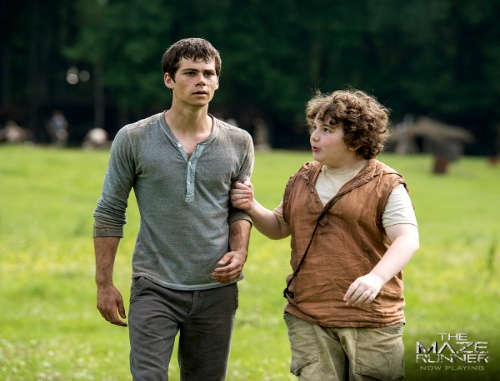 THE
MAZE
RUNNER
NOW PLAYING